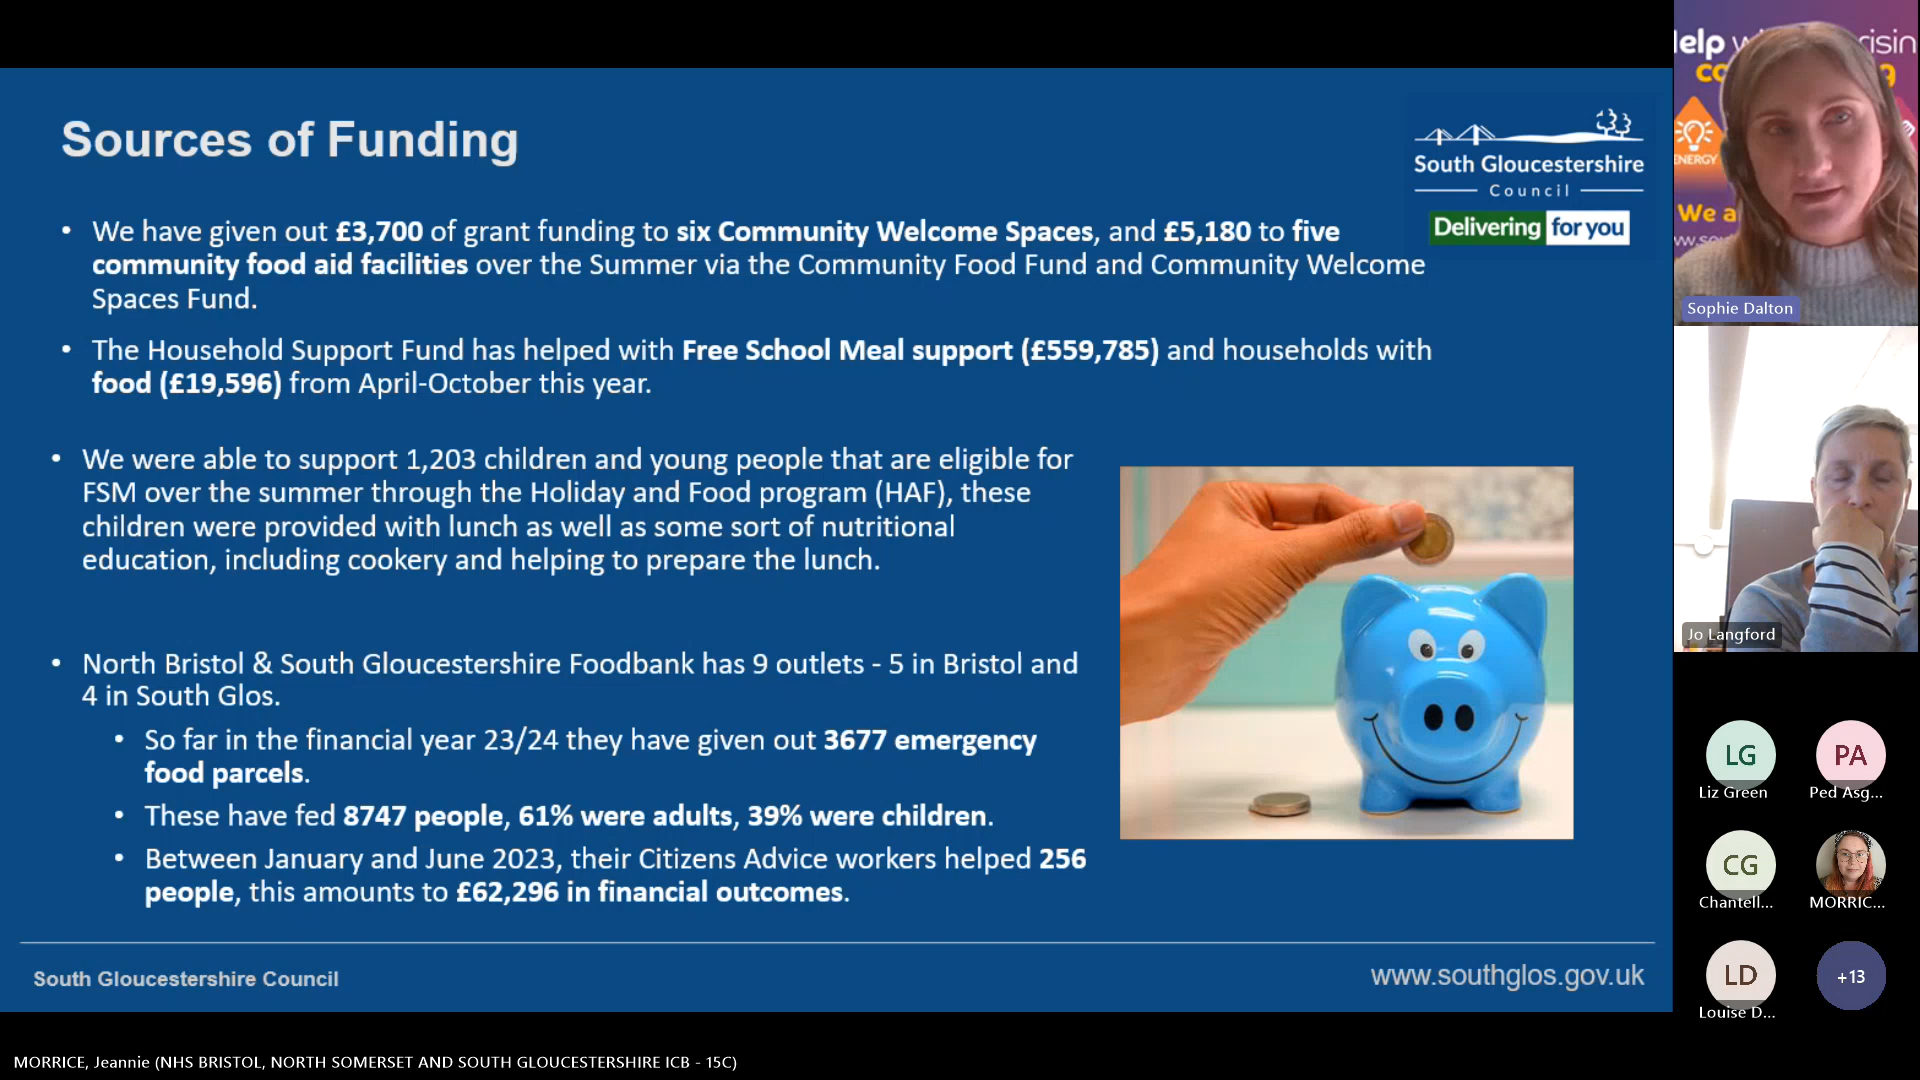 Sources of Funding
South Gloucestershire
Council
Delivering for you
• We have given out £3,700 of grant funding to six Community Welcome Spaces, and £5,180 to five
community food aid facilities over the Summer via the Community Food Fund and Community Welcome
Spaces Fund.
• The Household Support Fund has helped with Free School Meal support (£559,785) and households with
food (£19,596) from April-October this year.
• We were able to support 1,203 children and young people that are eligible for
FSM over the summer through the Holiday and Food program (HAF), these
children were provided with lunch as well as some sort of nutritional
education, including cookery and helping to prepare the lunch.
• North Bristol & South Gloucestershire Foodbank has 9 outlets - 5 in Bristol and
4 in South Glos.
• So far in the financial year 23/24 they have given out 3677 emergency
food parcels.
• These have fed 8747 people, 61% were adults, 39% were children.
• Between January and June 2023, their Citizens Advice workers helped 256
people, this amounts to £62,296 in financial outcomes.
South Gloucestershire Council
www.southglos.gov.uk
MORRICE, Jeannie (NHS BRISTOL, NORTH SOMERSET AND SOUTH GLOUCESTERSHIRE ICB - 15C)
ENERGY
We a
Sophie Dalton
Jo Langford
LG
Liz Green
PA
Ped Asg...
CG
Chantell...
MORRIC...
LD
Louise D...
+13